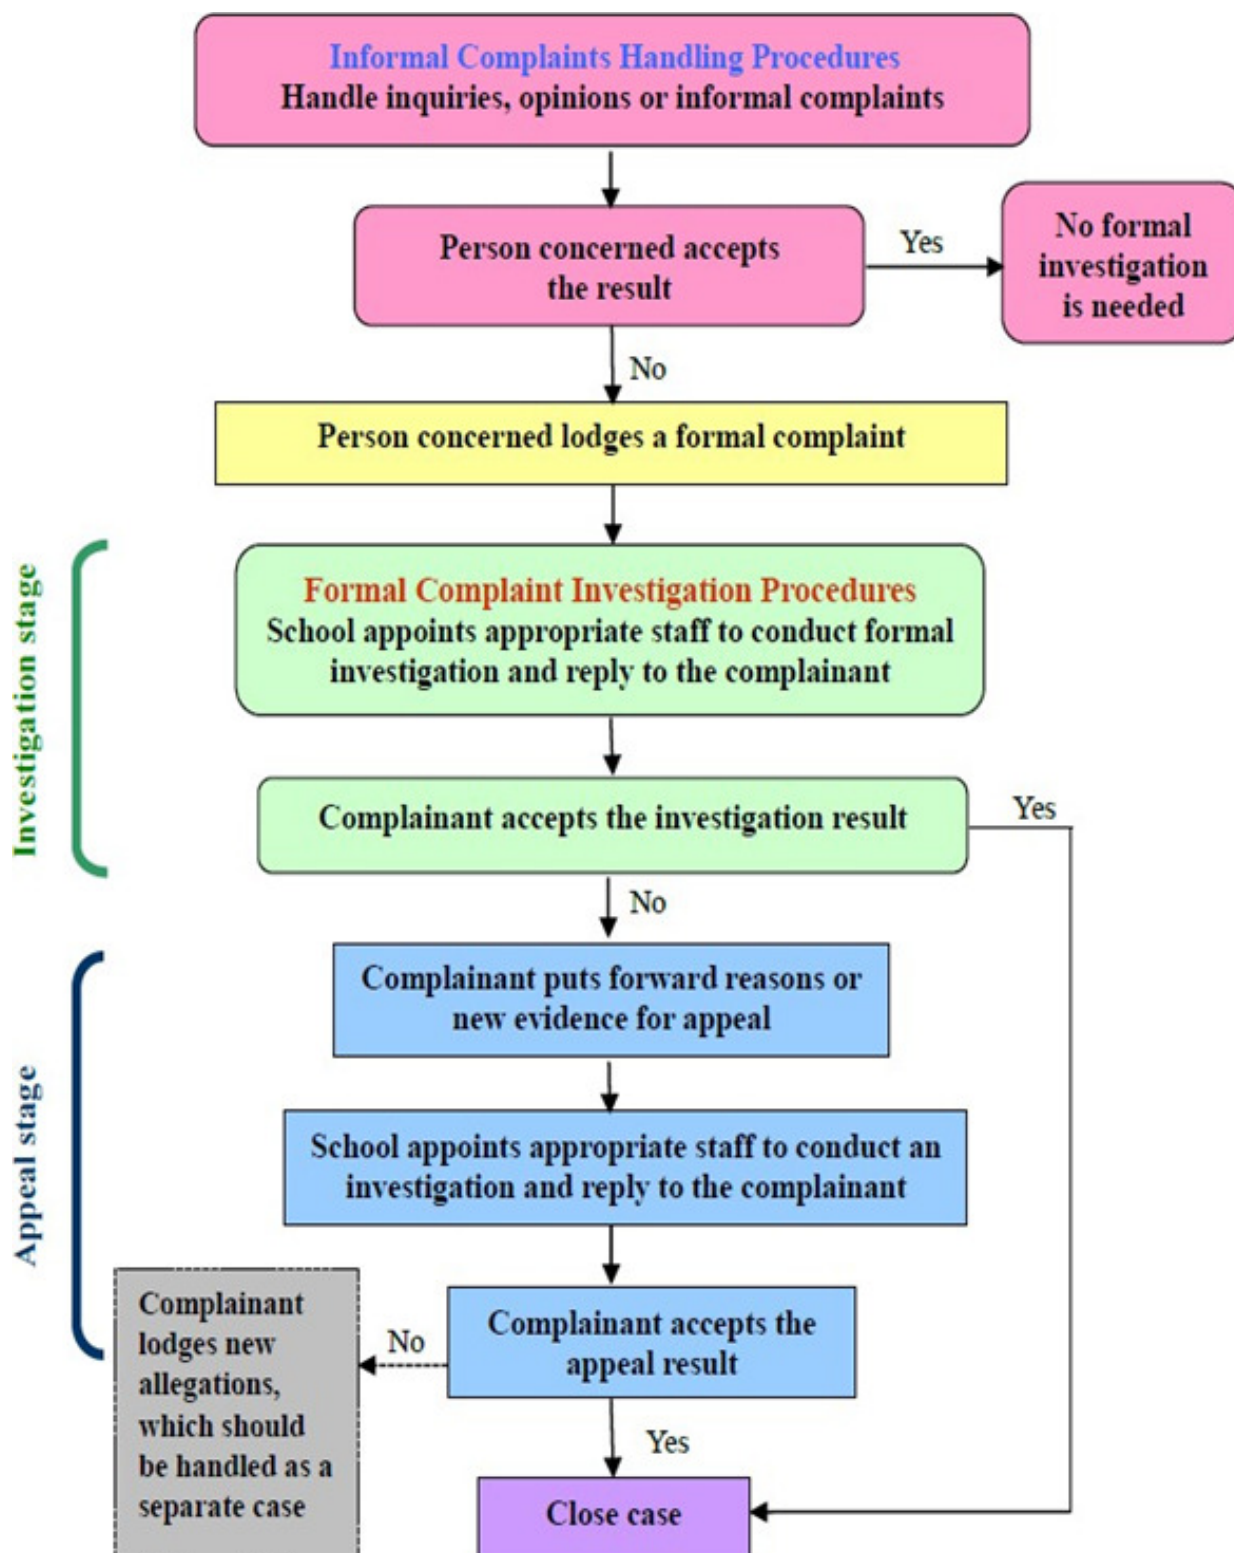 Informal Complaints Handling Procedures
Handle inquiries, opinions or informal complaints
Person concerned accepts
the result
Yes
No formal
investigation
is needed
No
Person concerned lodges a formal complaint
Investigation stage
Formal Complaint Investigation Procedures
School appoints appropriate staff to conduct formal
investigation and reply to the complainant
Complainant accepts the investigation result
Yes
No
Appeal stage
Complainant puts forward reasons or
new evidence for appeal
School appoints appropriate staff to conduct an
investigation and reply to the complainant
Complainant accepts the
appeal result
No
Complainant
lodges new
allegations,
which should
be handled as a
separate case
Yes
Close case